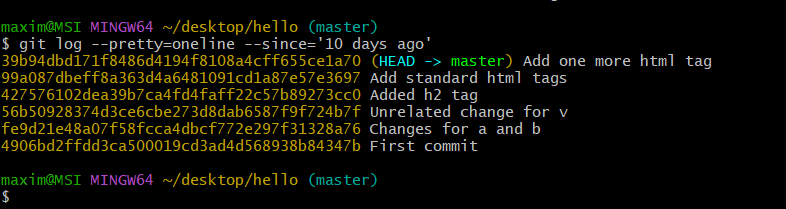 maxim@MSI MINGW64 ~/desktop/hello (master)
$ git log --pretty=oneline --since='10 days ago'
39b94dbd171f8486d4194f8108a4cff655ce1a70 (HEAD -> master) Add one more html tag
99a087dbeff8a363d4a6481091cd1a87e57e3697 Add standard html tags
427576102dea39b7ca4fd4faff22c57b89273cc0 Added h2 tag
56b50928374d3ce6cbe273d8dab6587f9f724b7f Unrelated change for v
fe9d21e48a07f58fcca4dbcf772e297f31328a76 Changes for a and b
4906bd2ffdd3ca500019cd3ad4d568938b84347b First commit
maxim@MSI MINGW64 ~/desktop/hello (master)
$